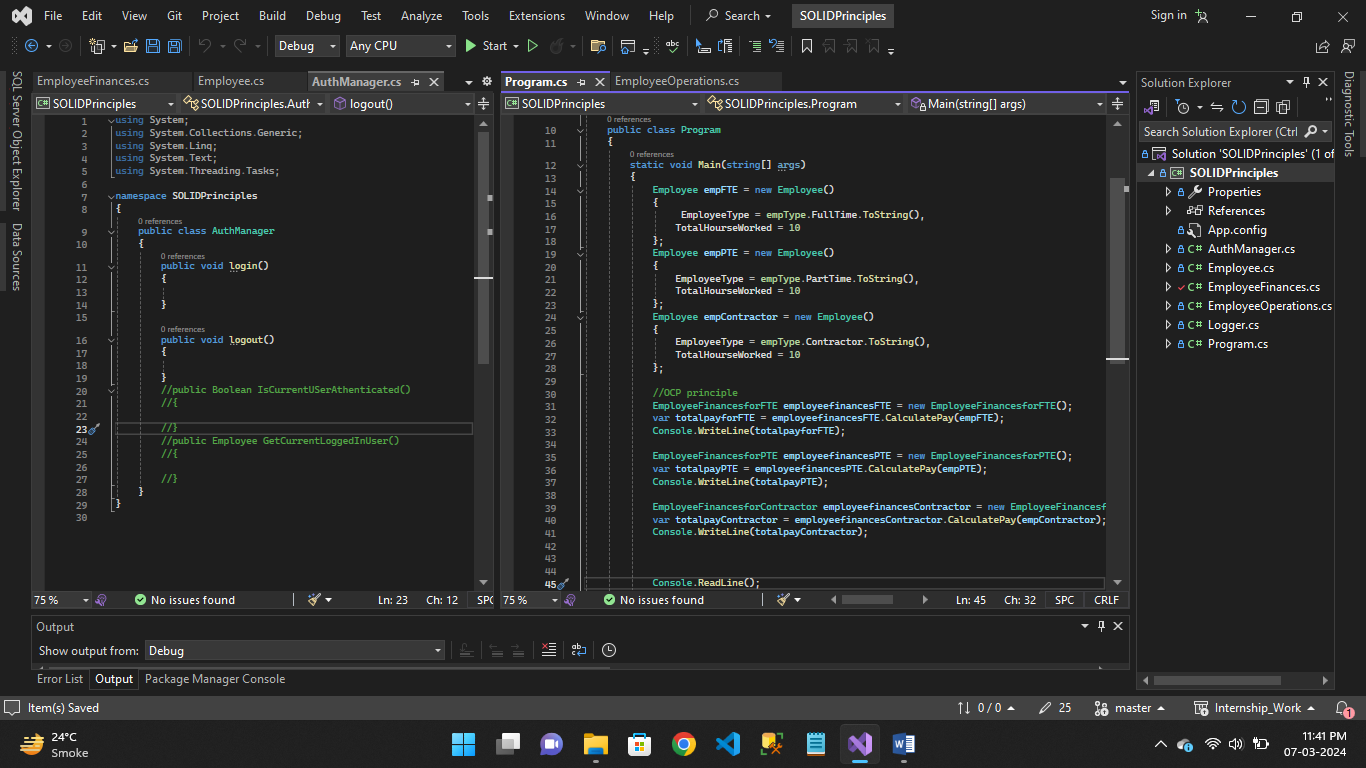 File Edit View Git Project Build Debug Test Analyze Tools Extensions Window Help Search SOLIDPrinciples Sign in
Debug Any CPU Start
SQL Server Object Explorer
Data Sources
EmployeeFinances.cs Employee.cs AuthManager.cs
SOLIDPrinciples SOLIDPrinciples.Auth logout()
1 using System;
2 using System.Collections.Generic;
3 using System.Linq;
4 using System.Text;
5 using System.Threading.Tasks;
6
7 namespace SOLIDPrinciples
8 {
0 references
9 public class AuthManager
10 {
0 references
11 public void login()
12 {
13
14 }
15
0 references
16 public void logout()
17 {
18
19 }
20 //public Boolean IsCurrentUSerAthenticated()
21 //{
22
23 //}
24 //public Employee GetCurrentLoggedInUser()
25 //{
26
27 //}
28 }
29 }
30
75 % No issues found Ln: 23 Ch: 12 SPC
Program.cs EmployeeOperations.cs
SOLIDPrinciples SOLIDPrinciples.Program Main(string[] args)
0 references
10 public class Program
11 {
0 references
12 static void Main(string[] args)
13 {
14 Employee empFTE = new Employee()
15 {
16 EmployeeType = empType.FullTime.ToString(),
17 TotalHourseWorked = 10
18 };
19 Employee empPTE = new Employee()
20 {
21 EmployeeType = empType.PartTime.ToString(),
22 TotalHourseWorked = 10
23 };
24 Employee empContractor = new Employee()
25 {
26 EmployeeType = empType.Contractor.ToString(),
27 TotalHourseWorked = 10
28 };
29
30 //OCP principle
31 EmployeeFinancesforFTE employeefinancesFTE = new EmployeeFinancesforFTE();
32 var totalpayforFTE = employeefinancesFTE.CalculatePay(empFTE);
33 Console.WriteLine(totalpayforFTE);
34
35 EmployeeFinancesforPTE employeefinancesPTE = new EmployeeFinancesforPTE();
36 var totalpayPTE = employeefinancesPTE.CalculatePay(empPTE);
37 Console.WriteLine(totalpayPTE);
38
39 EmployeeFinancesforContractor employeefinancesContractor = new EmployeeFinancesf
40 var totalpayContractor = employeefinancesContractor.CalculatePay(empContractor);
41 Console.WriteLine(totalpayContractor);
42
43
44
45 Console.ReadLine();
75 % No issues found Ln: 45 Ch: 32 SPC CRLF
Solution Explorer
Search Solution Explorer (Ctrl
Solution 'SOLIDPrinciples' (1 of
SOLIDPrinciples
Properties
References
App.config
AuthManager.cs
Employee.cs
EmployeeFinances.cs
EmployeeOperations.cs
Logger.cs
Program.cs
Diagnostic Tools
Output
Show output from: Debug
Error List Output Package Manager Console
Item(s) Saved 0 / 0 25 master Internship_Work 1
24°C
Smoke
11:41 PM
07-03-2024